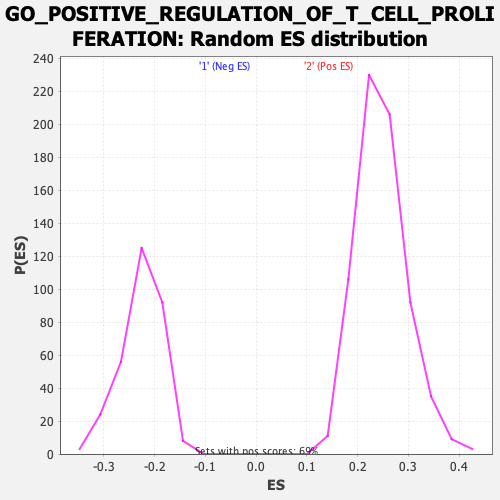 GO_POSITIVE_REGULATION_OF_T_CELL_PROLI
FERATION: Random ES distribution
'1' (Neg ES) '2' (Pos ES)
240
220
200
180
160
140
120
100
80
60
40
20
0
P(ES)
Sets with pos scores: 69%
-0.3 -0.2 -0.1 0.0 0.1 0.2 0.3 0.4
ES